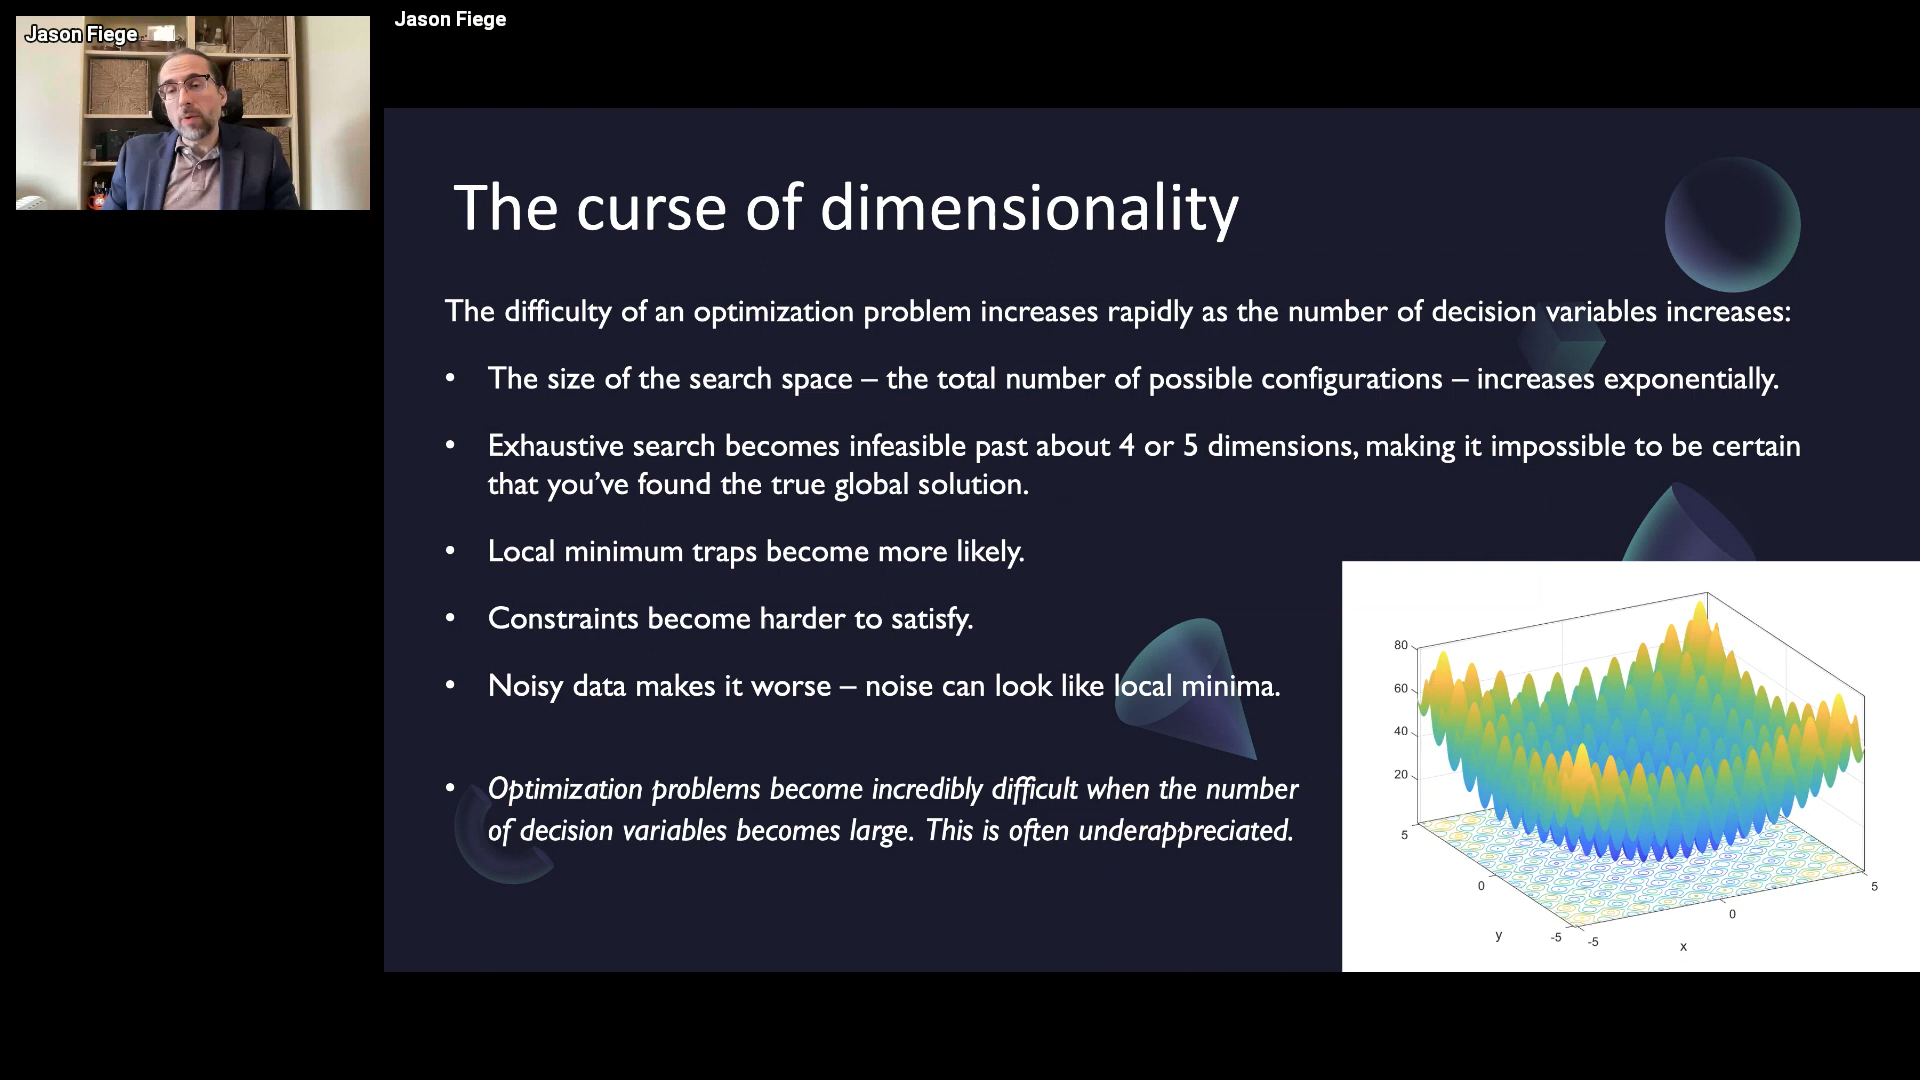 Jason Fiege
Jason Fiege
The curse of dimensionality
The difficulty of an optimization problem increases rapidly as the number of decision variables increases:
• The size of the search space – the total number of possible configurations – increases exponentially.
• Exhaustive search becomes infeasible past about 4 or 5 dimensions, making it impossible to be certain
that you’ve found the true global solution.
• Local minimum traps become more likely.
• Constraints become harder to satisfy.
• Noisy data makes it worse – noise can look like local minima.
• Optimization problems become incredibly difficult when the number
of decision variables becomes large. This is often underappreciated.
80
60
40
20
5
0
-5
y
-5
0
5
x